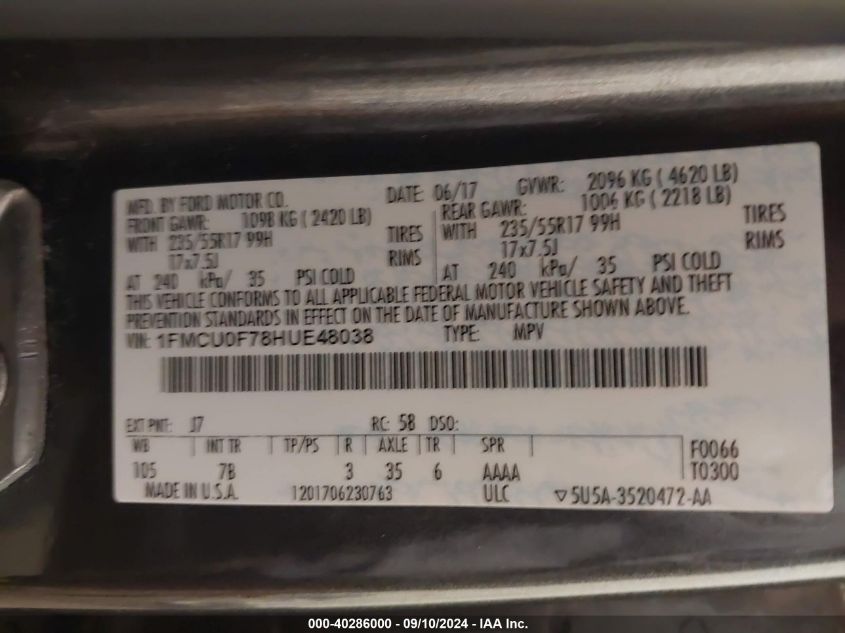 MFD. BY FORD MOTOR CO. DATE: 06/17 GVWR: 2096 KG ( 4620 LB)
FRONT GAWR: 1098 KG ( 2420 LB) REAR GAWR: 1006 KG ( 2218 LB)
WITH 235/55R17 99H TIRES WITH 235/55R17 99H TIRES
17x7.5J RIMS 17x7.5J RIMS
AT 240 kPa/ 35 PSI COLD AT 240 kPa/ 35 PSI COLD
THIS VEHICLE CONFORMS TO ALL APPLICABLE FEDERAL MOTOR VEHICLE SAFETY AND THEFT
PREVENTION STANDARDS IN EFFECT ON THE DATE OF MANUFACTURE SHOWN ABOVE.
VIN: 1FMCU0F78HUE48038 TYPE: MPV
EXT PNT: J7 RC: 58 DSO:
WB INT TR TP/PS R AXLE TR SPR F0066
105 7B 3 35 6 AAAA T0300
MADE IN U.S.A. 1201706230763 ULC ▽5U5A-3520472-AA
000-40286000 - 09/10/2024 - IAA Inc.